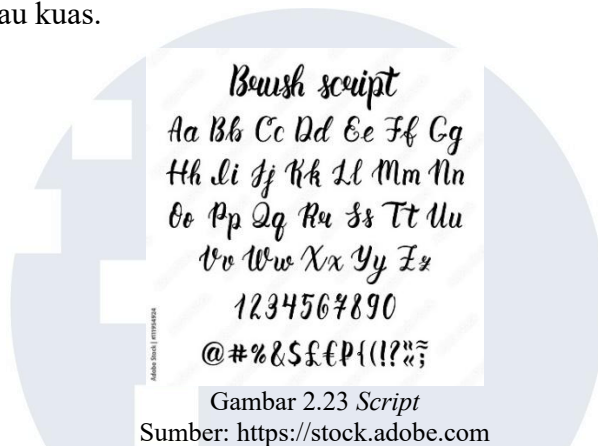 au kuas.
Brush script
Aa Bb Cc Dd Ee Ff Gg
Hh Ii Jj Kk Ll Mm Nn
Oo Pp Qq Rr Ss Tt Uu
Vv Ww Xx Yy Zz
1234567890
@#%&$£€₽{(!?"«;
Adobe Stock | #111954924
Gambar 2.23 Script
Sumber: https://stock.adobe.com